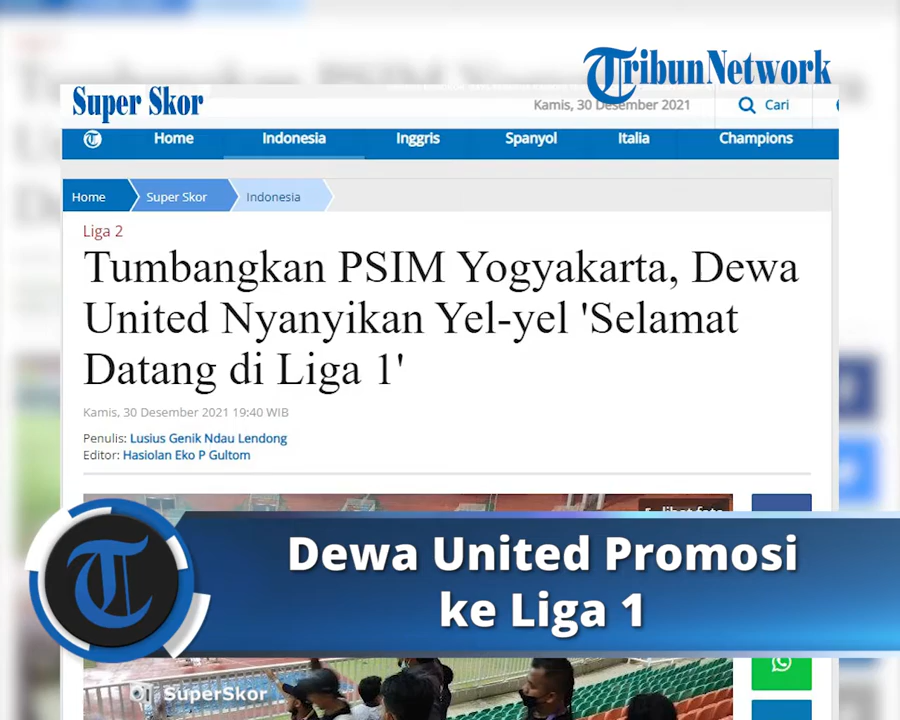 TribunNetwork
Super Skor
Kamis, 30 Desember 2021
Cari
Home Indonesia Inggris Spanyol Italia Champions
Home Super Skor Indonesia
Liga 2
Tumbangkan PSIM Yogyakarta, Dewa
United Nyanyikan Yel-yel 'Selamat
Datang di Liga 1'
Kamis, 30 Desember 2021 19:40 WIB
Penulis: Lusius Genik Ndau Lendong
Editor: Hasiolan Eko P Gultom
lihat foto
Dewa United Promosi
ke Liga 1
SuperSkor